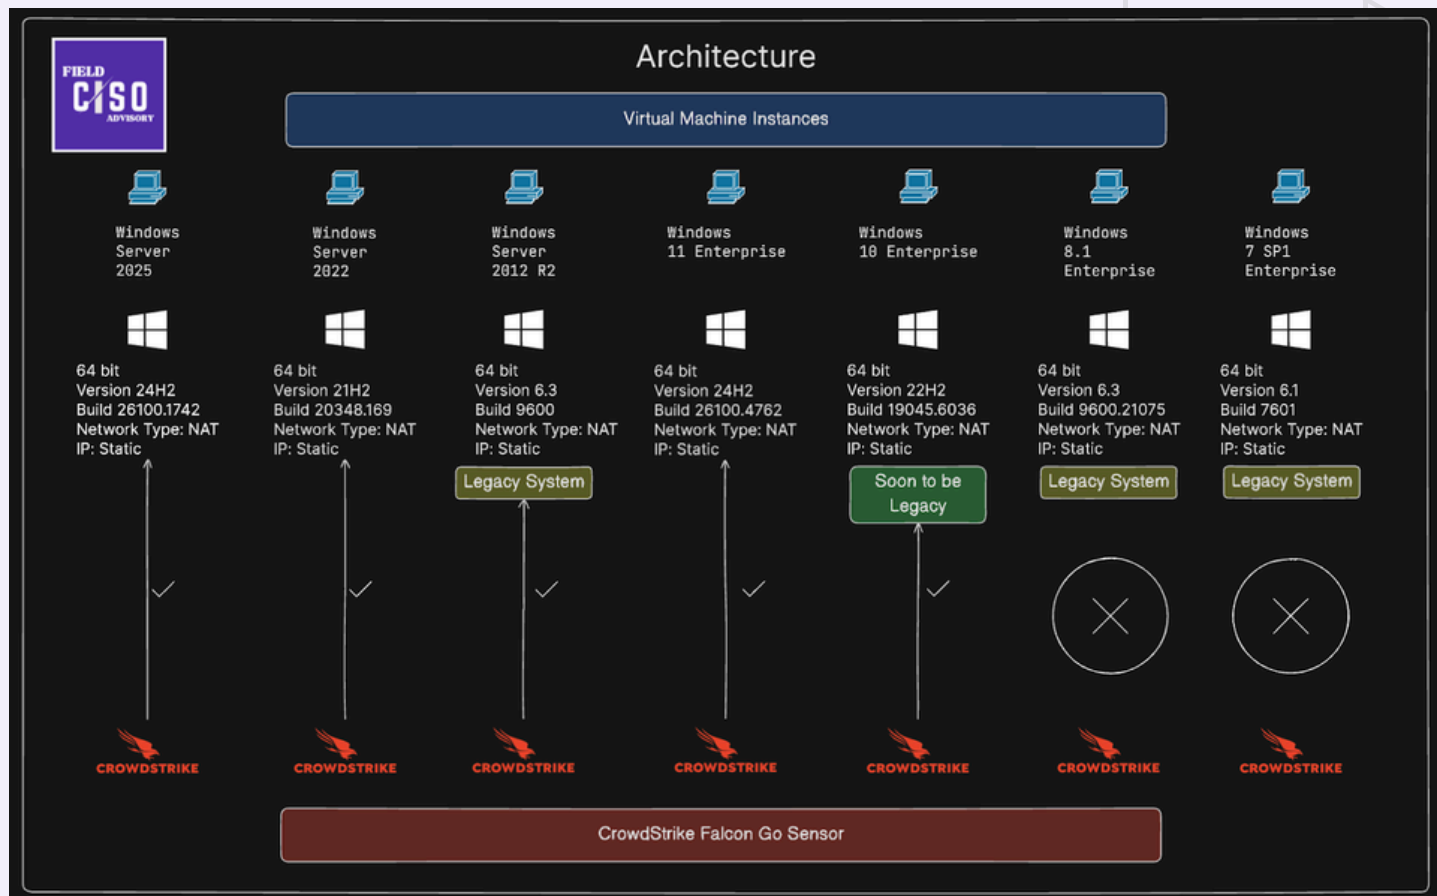 Architecture
FIELD
CISO
ADVISORY
Virtual Machine Instances
Windows
Server
2025
Windows
Server
2022
Windows
Server
2012 R2
Windows
11 Enterprise
Windows
10 Enterprise
Windows
8.1
Enterprise
Windows
7 SP1
Enterprise
64 bit
Version 24H2
Build 26100.1742
Network Type: NAT
IP: Static
64 bit
Version 21H2
Build 20348.169
Network Type: NAT
IP: Static
64 bit
Version 6.3
Build 9600
Network Type: NAT
IP: Static
Legacy System
64 bit
Version 24H2
Build 26100.4762
Network Type: NAT
IP: Static
64 bit
Version 22H2
Build 19045.6036
Network Type: NAT
IP: Static
Soon to be
Legacy
64 bit
Version 6.3
Build 9600.21075
Network Type: NAT
IP: Static
Legacy System
64 bit
Version 6.1
Build 7601
Network Type: NAT
IP: Static
Legacy System
CROWDSTRIKE
CROWDSTRIKE
CROWDSTRIKE
CROWDSTRIKE
CROWDSTRIKE
CROWDSTRIKE
CROWDSTRIKE
CrowdStrike Falcon Go Sensor